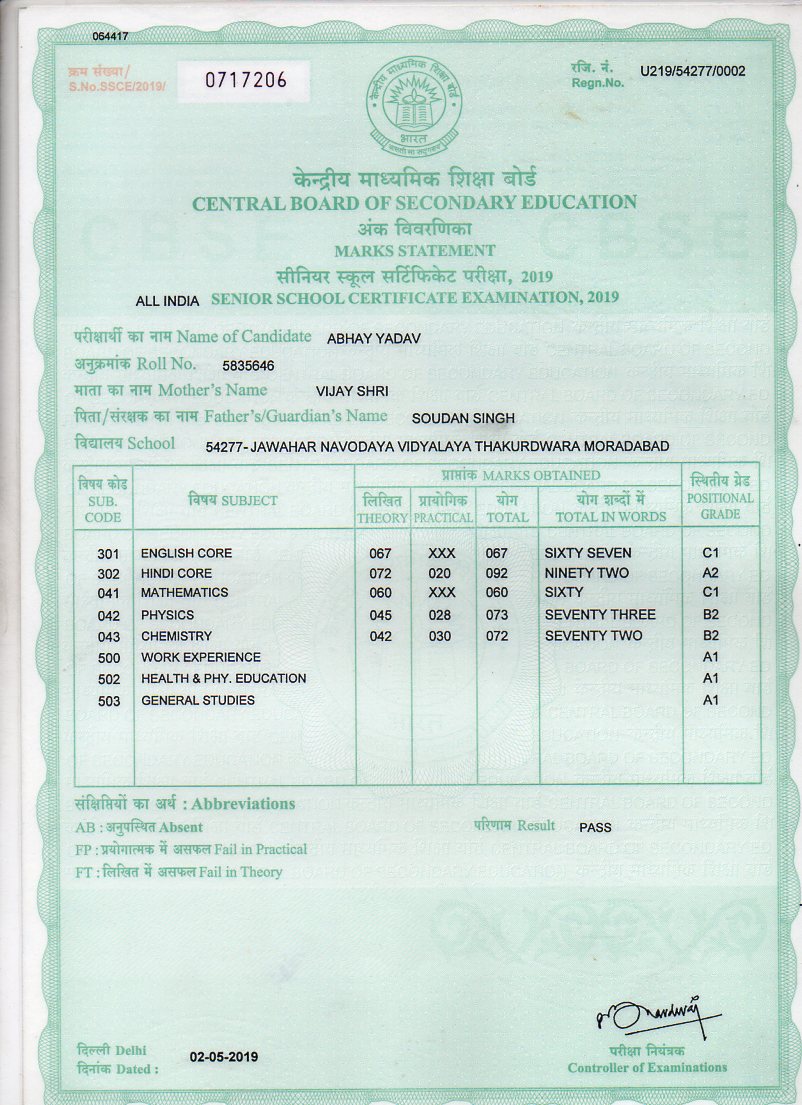 064417
क्रम संख्या/
S.No.SSCE/2019/ 0717206
रजि. नं.
Regn.No. U219/54277/0002
केन्द्रीय माध्यमिक शिक्षा बोर्ड
भारत
केन्द्रीय माध्यमिक शिक्षा बोर्ड
CENTRAL BOARD OF SECONDARY EDUCATION
अंक विवरणिका
MARKS STATEMENT
सीनियर स्कूल सर्टिफिकेट परीक्षा, 2019
ALL INDIA SENIOR SCHOOL CERTIFICATE EXAMINATION, 2019
परीक्षार्थी का नाम Name of Candidate ABHAY YADAV
अनुक्रमांक Roll No. 5835646
माता का नाम Mother's Name VIJAY SHRI
पिता/संरक्षक का नाम Father's/Guardian's Name SOUDAN SINGH
विद्यालय School 54277- JAWAHAR NAVODAYA VIDYALAYA THAKURDWARA MORADABAD
विषय कोड
SUB.
CODE
विषय SUBJECT
प्राप्तांक MARKS OBTAINED
लिखित
THEORY
प्रायोगिक
PRACTICAL
योग
TOTAL
योग शब्दों में
TOTAL IN WORDS
स्थितीय ग्रेड
POSITIONAL
GRADE
301 ENGLISH CORE 067 XXX 067 SIXTY SEVEN C1
302 HINDI CORE 072 020 092 NINETY TWO A2
041 MATHEMATICS 060 XXX 060 SIXTY C1
042 PHYSICS 045 028 073 SEVENTY THREE B2
043 CHEMISTRY 042 030 072 SEVENTY TWO B2
500 WORK EXPERIENCE A1
502 HEALTH & PHY. EDUCATION A1
503 GENERAL STUDIES A1
संक्षिप्तियों का अर्थ : Abbreviations
AB : अनुपस्थित Absent
परिणाम Result PASS
FP : प्रयोगात्मक में असफल Fail in Practical
FT : लिखित में असफल Fail in Theory
दिल्ली Delhi
दिनांक Dated : 02-05-2019
परीक्षा नियंत्रक
Controller of Examinations